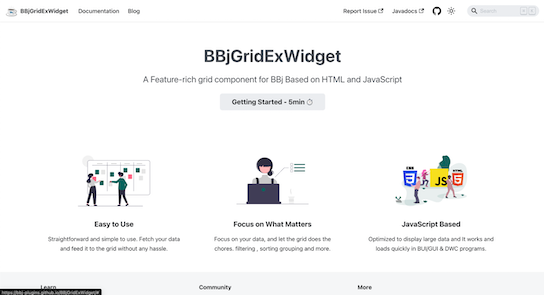 BBjGridExWidget Documentation Blog Report Issue Javadocs Search
BBjGridExWidget
A Feature-rich grid component for BBj Based on HTML and JavaScript
Getting Started - 5min ⏱️
JS
Easy to Use
Straightforward and simple to use. Fetch your data
and feed it to the grid without any hassle.
Focus on What Matters
Focus on your data, and let the grid does the
chores. filtering , sorting grouping and more.
JavaScript Based
Optimized to display large data and It works and
loads quickly in BUI/GUI & DWC programs.
Learn Community More
https://bbj-plugins.github.io/BBjGridExWidget/#